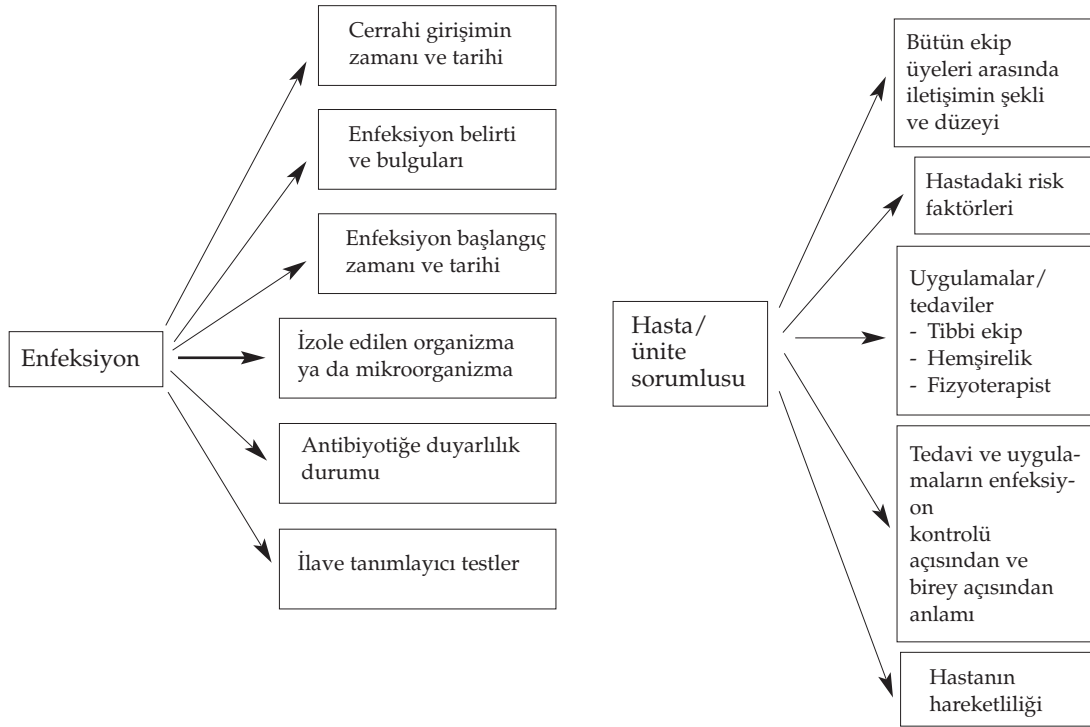 Enfeksiyon
Cerrahi girişimin
zamanı ve tarihi
Enfeksiyon belirti
ve bulguları
Enfeksiyon başlangıç
zamanı ve tarihi
İzole edilen organizma
ya da mikroorganizma
Antibiyotiğe duyarlılık
durumu
İlave tanımlayıcı testler
Hasta/
ünite
sorumlusu
Bütün ekip
üyeleri arasında
iletişimin şekli
ve düzeyi
Hastadaki risk
faktörleri
Uygulamalar/
tedaviler
- Tibbi ekip
- Hemşirelik
- Fizyoterapist
Tedavi ve uygula-
maların enfeksiy-
on
kontrolü
açısından ve
birey açısından
anlamı
Hastanın
hareketliliği